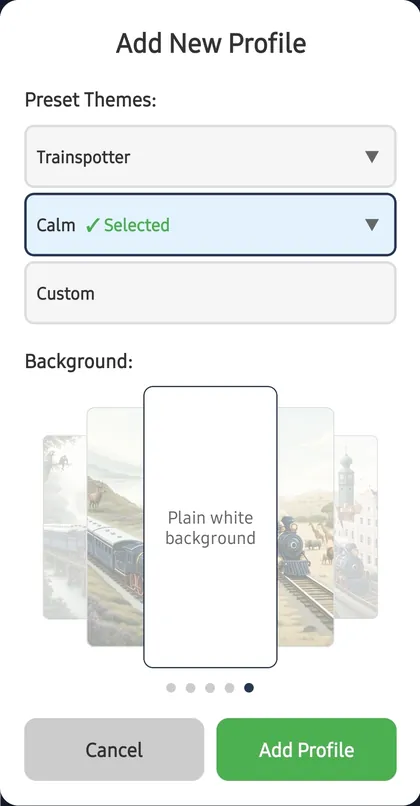 Add New Profile
Preset Themes:
Trainspotter ▼
Calm ✓ Selected ▼
Custom
Background:
Plain white
background
Cancel Add Profile